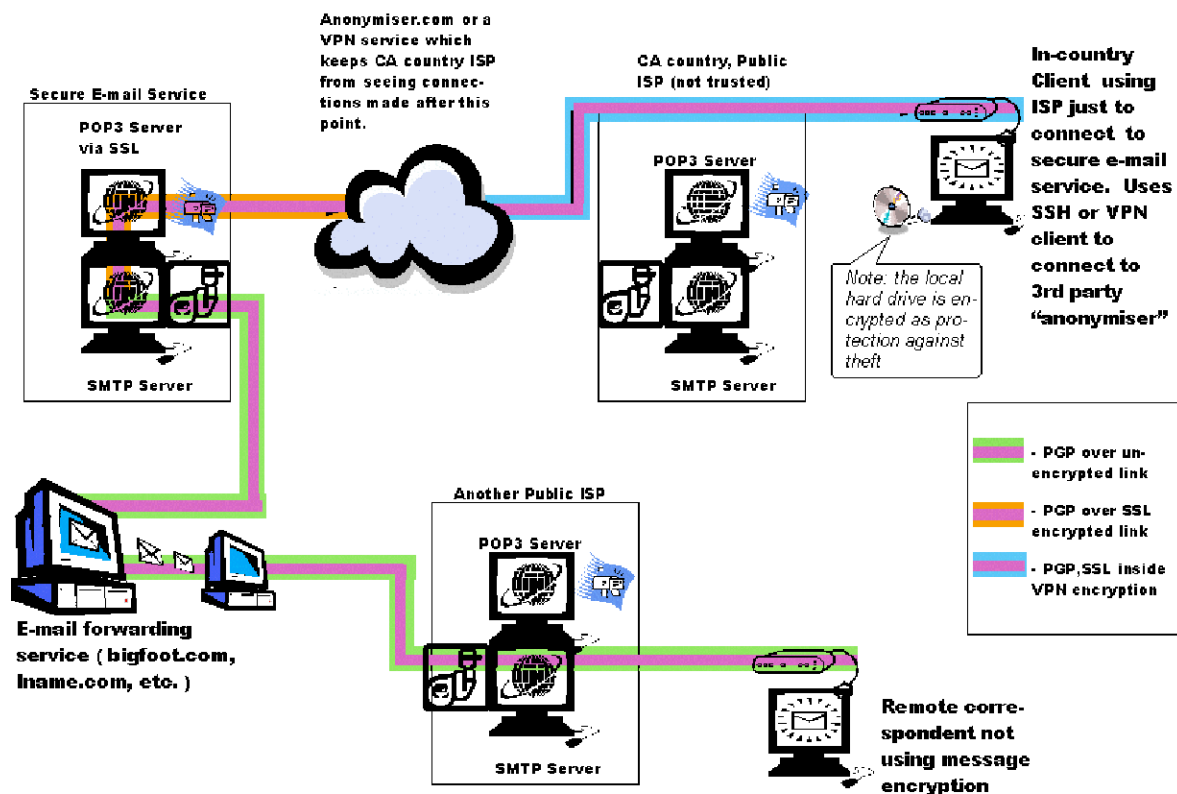 Anonymiser.com or a
VPN service which
keeps CA country ISP
from seeing connec-
tions made after this
point.
CA country, Public
ISP (not trusted)
In-country
Client using
ISP just to
connect to
secure e-mail
service. Uses
SSH or VPN
client to
connect to
3rd party
“anonymiser”
Secure E-mail Service
POP3 Server
via SSL
SMTP Server
POP3 Server
SMTP Server
Note: the local
hard drive is en-
crypted as pro-
tection against
theft
- PGP over un-
encrypted link
- PGP over SSL
encrypted link
- PGP,SSL inside
VPN encryption
E-mail forwarding
service ( bigfoot.com,
Iname.com, etc. )
Another Public ISP
POP3 Server
SMTP Server
Remote corre-
spondent not
using message
encryption